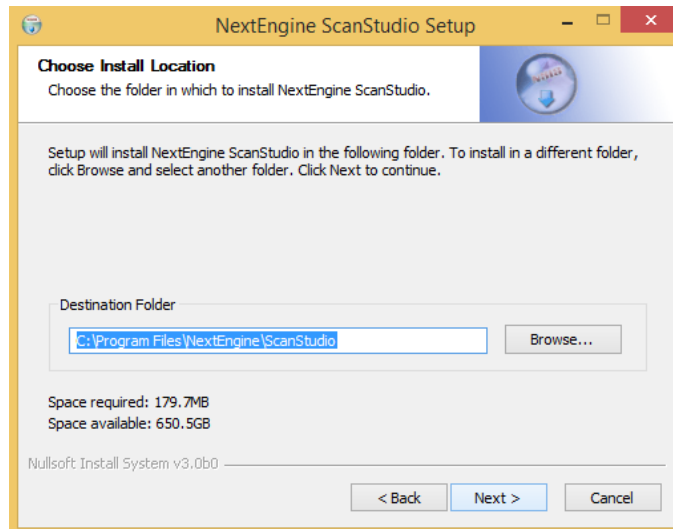 NextEngine ScanStudio Setup
Choose Install Location
Choose the folder in which to install NextEngine ScanStudio.
Setup will install NextEngine ScanStudio in the following folder. To install in a different folder,
click Browse and select another folder. Click Next to continue.
Destination Folder
C:\Program Files\NextEngine\ScanStudio
Browse...
Space required: 179.7MB
Space available: 650.5GB
Nullsoft Install System v3.0b0
< Back
Next >
Cancel